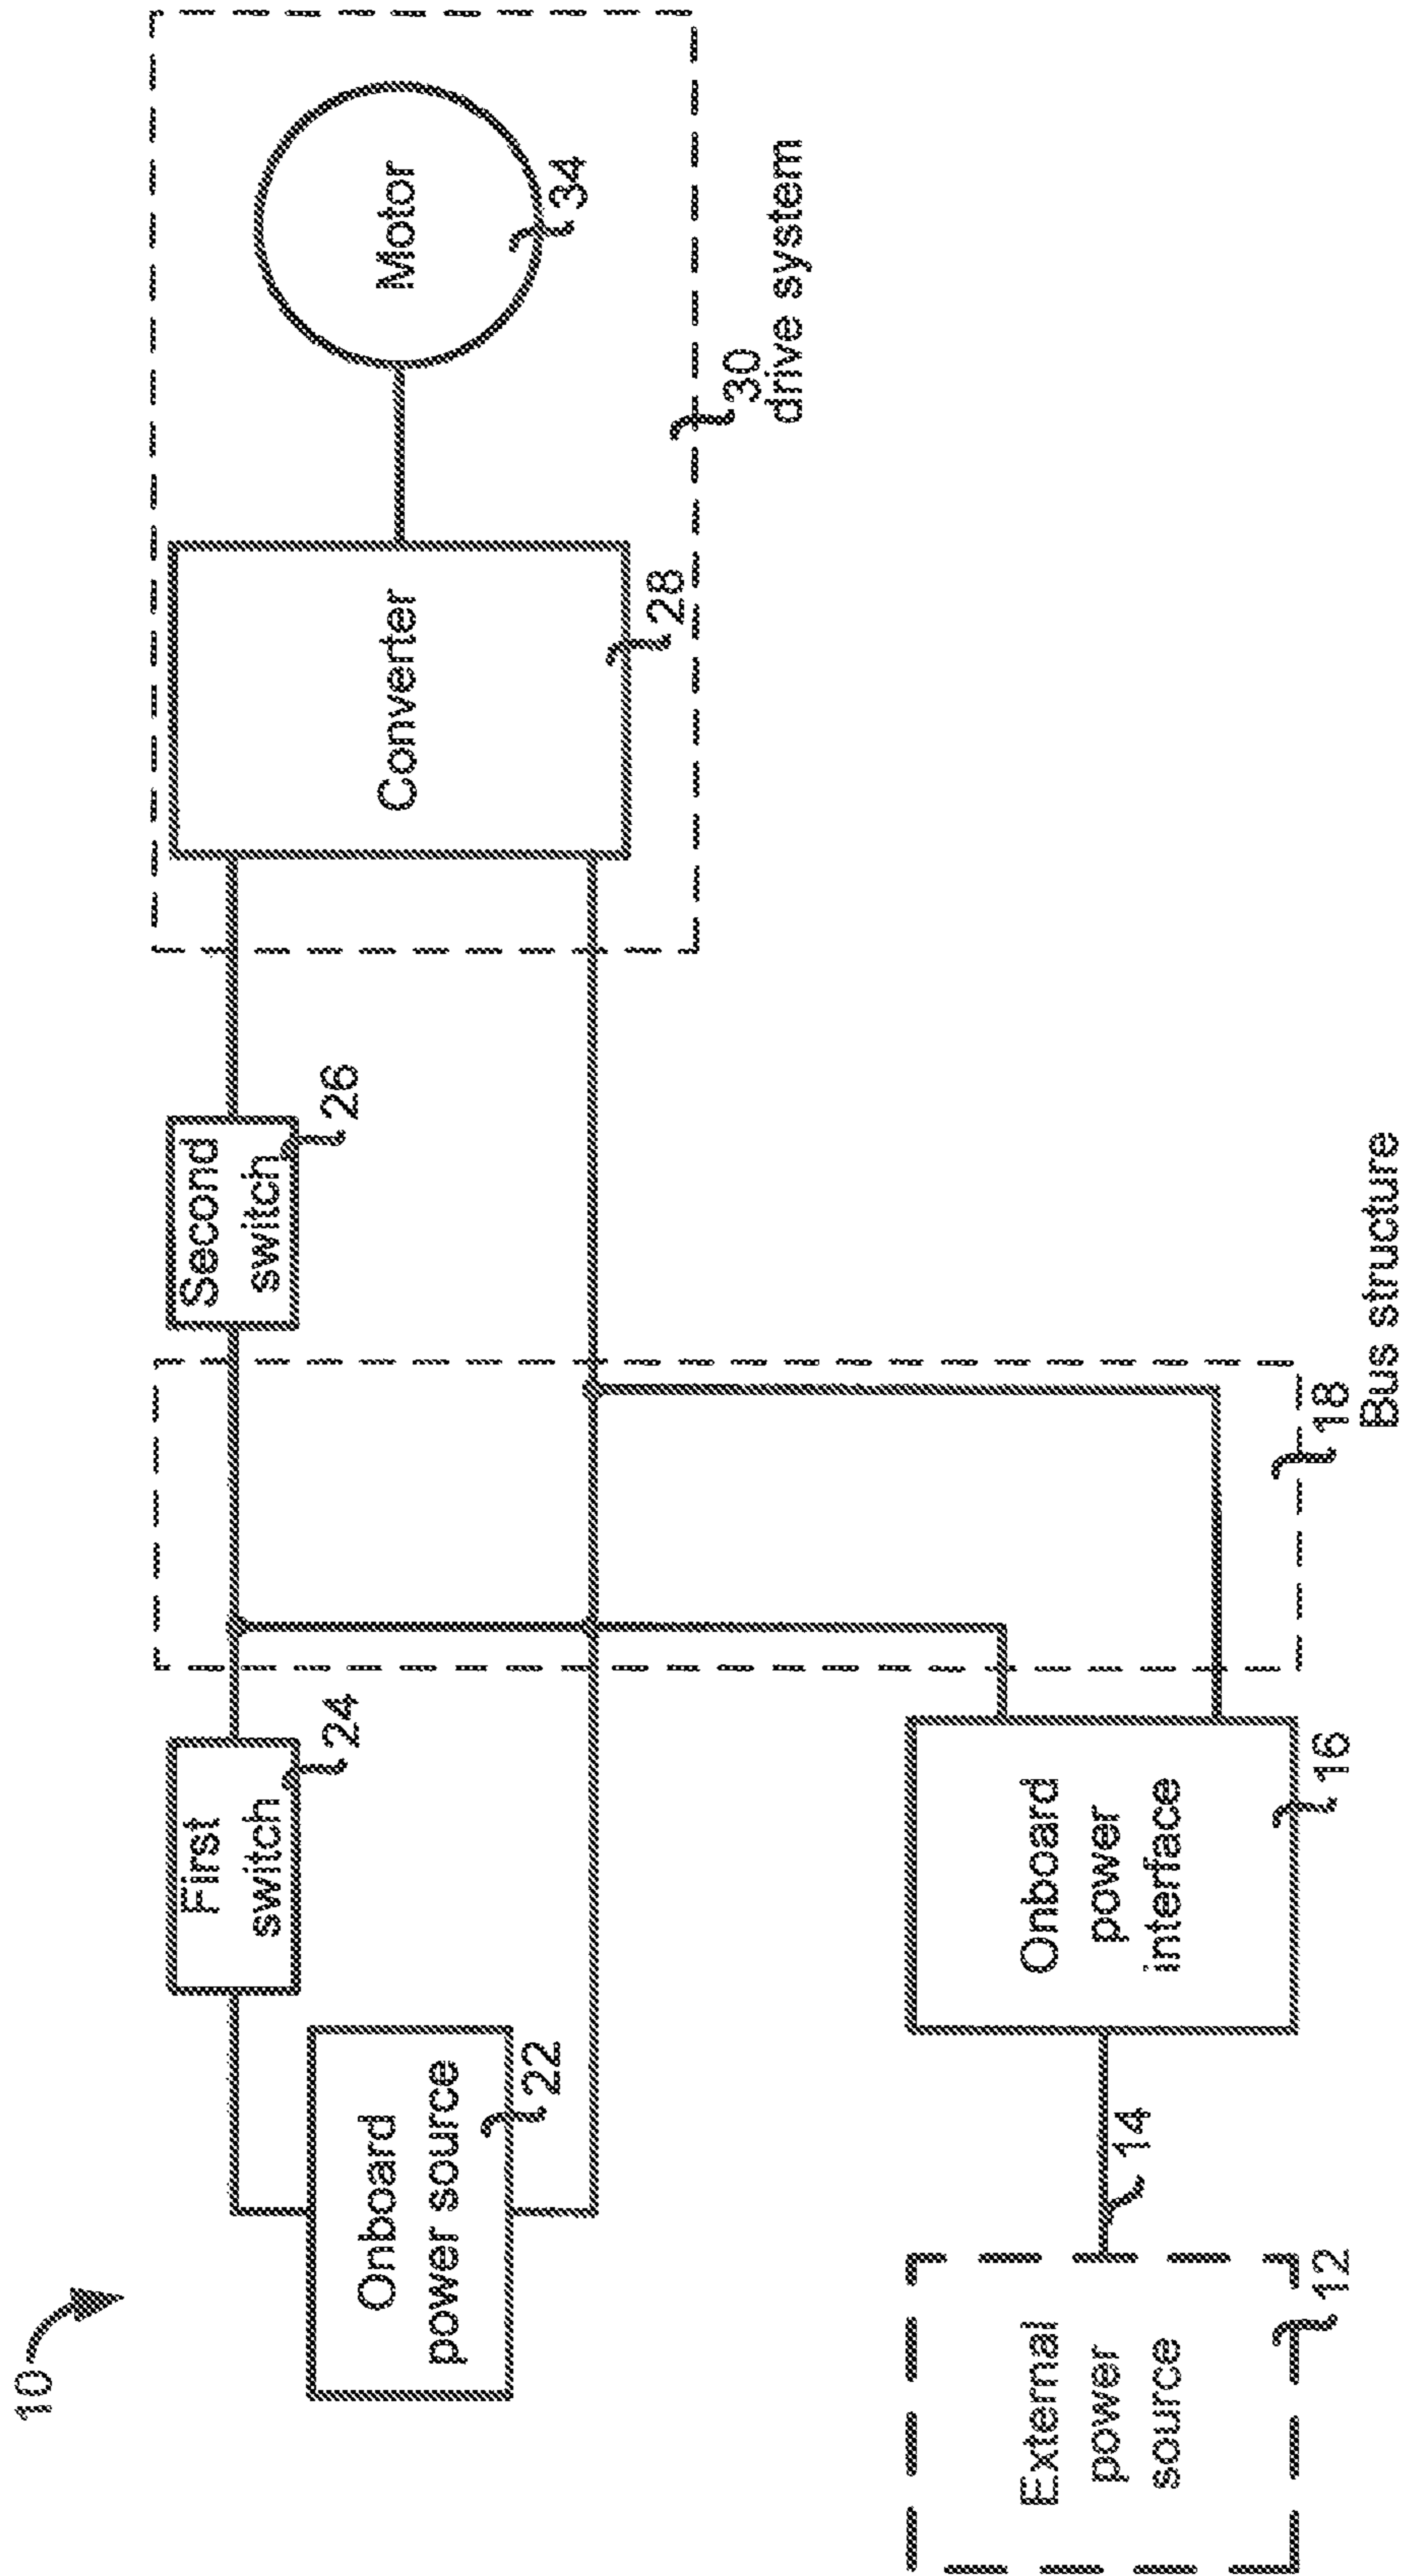 10
Onboard
power source
22
First
switch
24
Second
switch
26
Converter
28
Motor
34
30
drive system
External
power
source
12
14
Onboard
power
interface
16
18
Bus structure